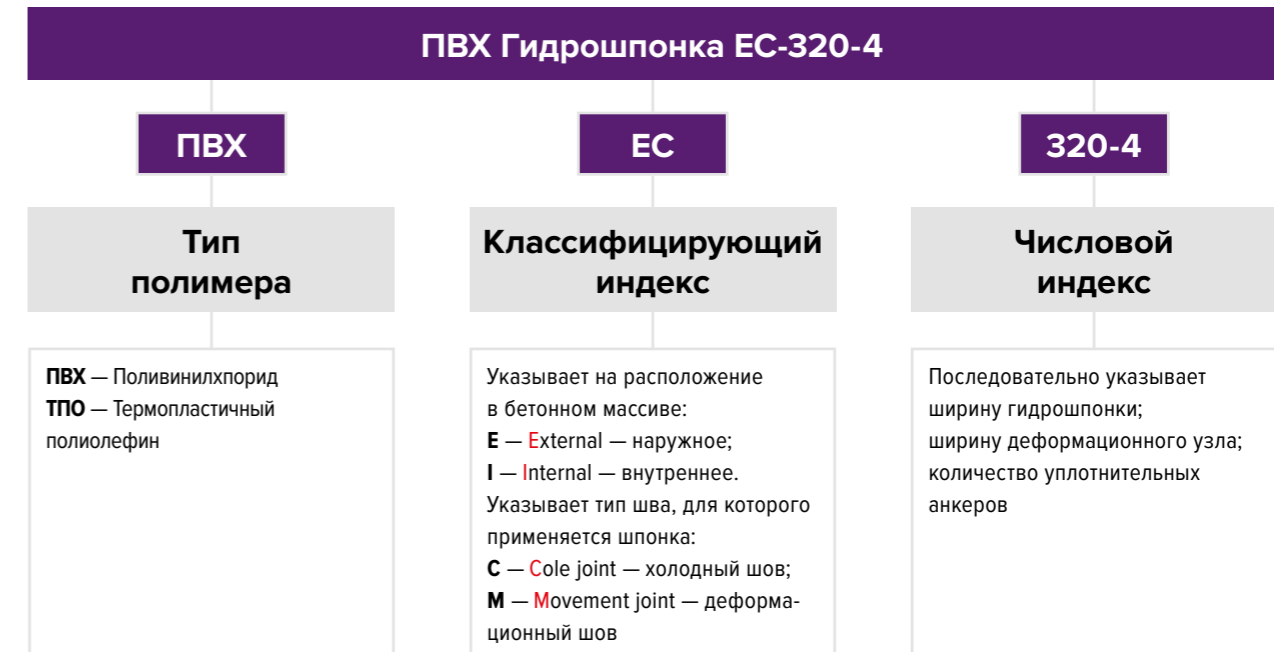 ПВХ Гидрошпонка ЕС-320-4
ПВХ
ЕС
320-4
Тип
полимера
Классифицирующий
индекс
Числовой
индекс
ПВХ — Поливинилхпорид
ТПО — Термопластичный
полиолефин
Указывает на расположение
в бетонном массиве:
E — External — наружное;
I — Internal — внутреннее.
Указывает тип шва, для которого
применяется шпонка:
C — Cole joint — холодный шов;
M — Movement joint — деформа-
ционный шов
Последовательно указывает
ширину гидрошпонки;
ширину деформационного узла;
количество уплотнительных
анкеров